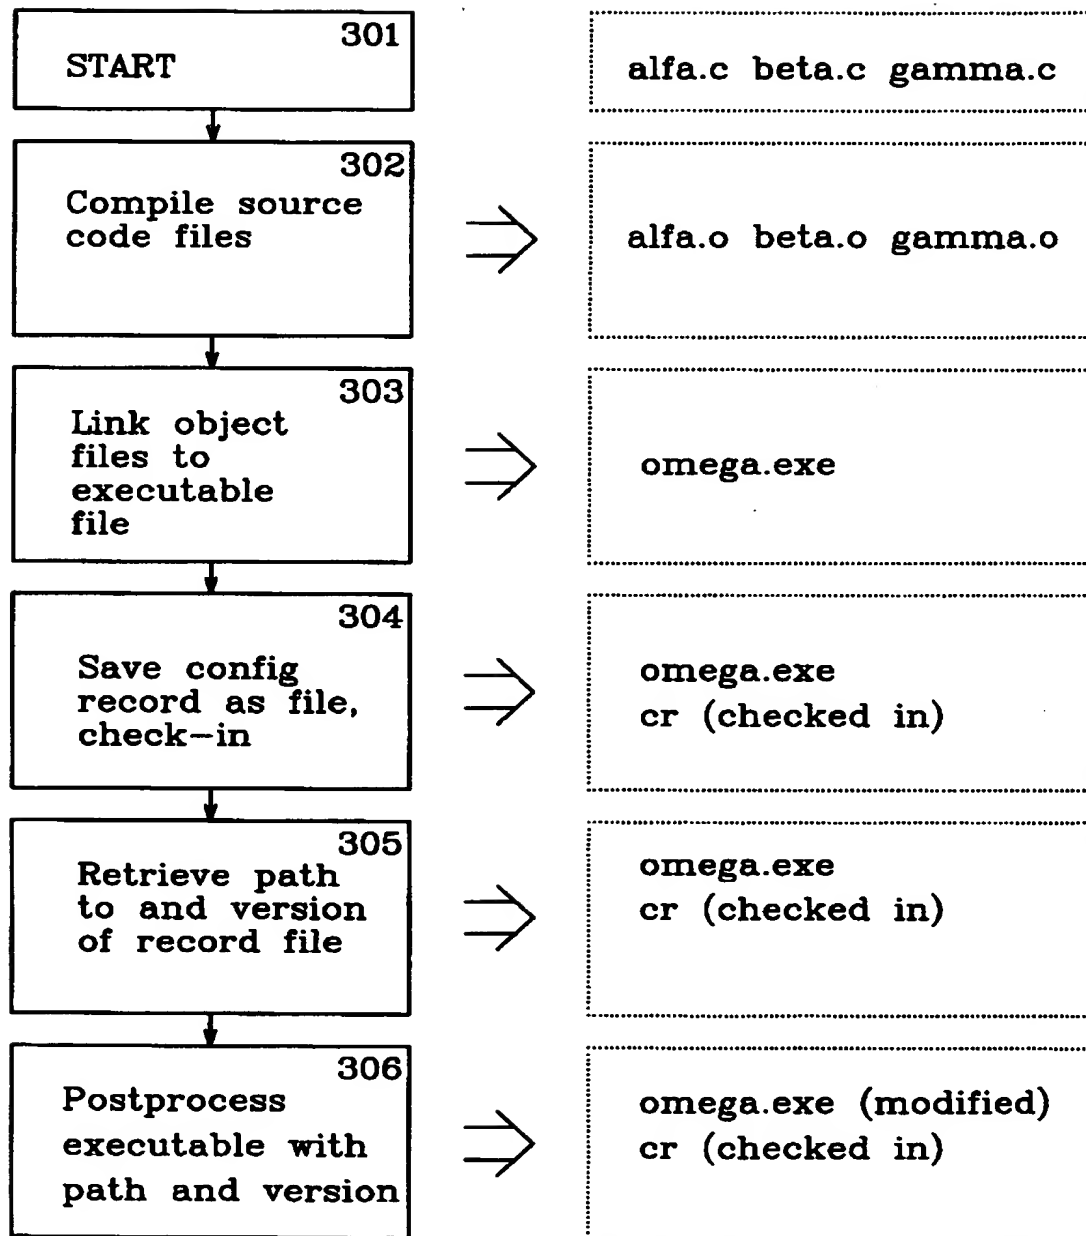 301
START
alfa.c beta.c gamma.c
302
Compile source
code files
alfa.o beta.o gamma.o
303
Link object
files to
executable
file
omega.exe
304
Save config
record as file,
check-in
omega.exe
cr (checked in)
305
Retrieve path
to and version
of record file
omega.exe
cr (checked in)
306
Postprocess
executable with
path and version
omega.exe (modified)
cr (checked in)